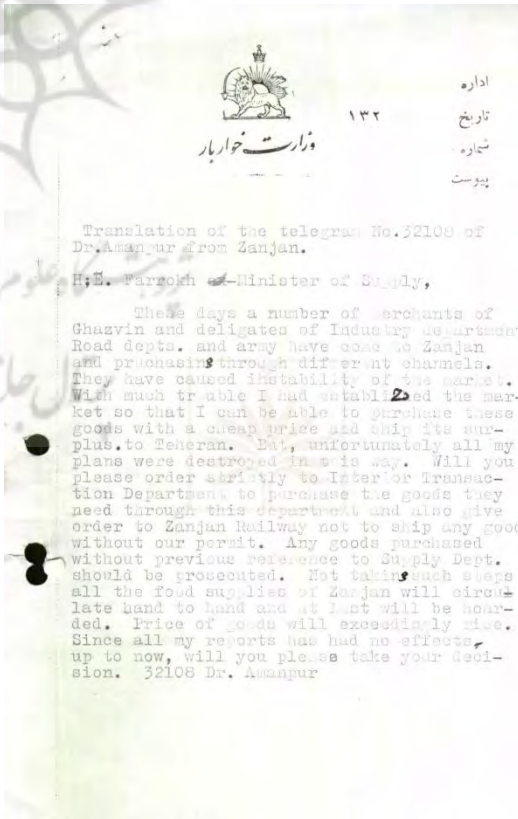 اداره
تاریخ ۱۳۲
وزارت خواربار
شماره
پیوست
Translation of the telegram No.32108 of
Dr.Amanpur from Zanjan.
H;E. Farrokh Minister of Supply,
These days a number of merchants of
Ghazvin and deligates of Industry department
Road depts. and army have come to Zanjan
and pruchasing through different channels.
They have caused instability of the market.
With much trouble I had established the mar-
ket so that I can be able to purchase these
goods with a cheap price and ship its sur-
plus.to Teheran. But, unfortunately all my
plans were destroyed in this way. Will you
please order strictly to Interior Transac-
tion Department to purchase the goods they
need through this department and also give
order to Zanjan Railway not to ship any good
without our permit. Any goods purchased
without previous reference to Supply Dept.
should be prosecuted. Not taking such steps
all the food supplies of Zanjan will circu-
late hand to hand and at last will be hoar-
ded. Price of goods will exceedingly rise.
Since all my reports has had no effects,
up to now, will you please take your deci-
sion. 32108 Dr. Amanpur